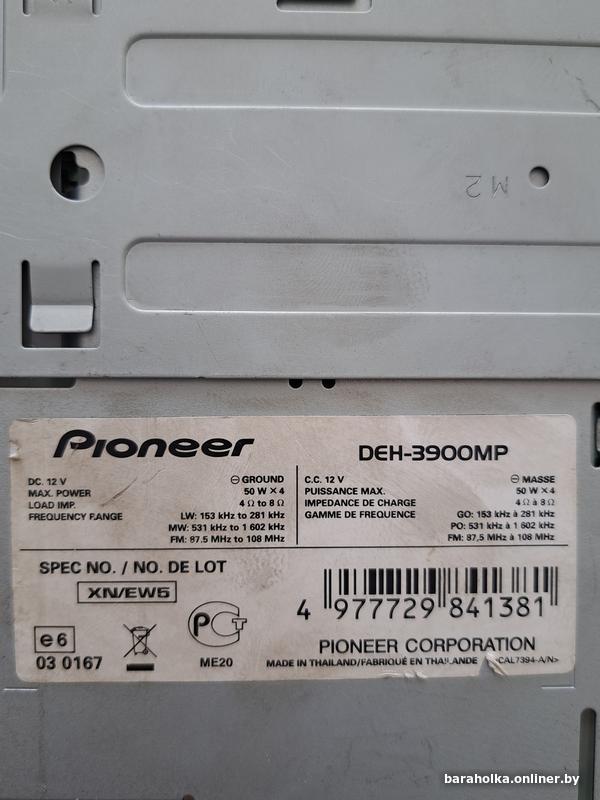 M2
Pioneer
DEH-3900MP
DC. 12 V ⊖ GROUND
MAX. POWER 50 W × 4
LOAD IMP. 4 Ω to 8 Ω
FREQUENCY RANGE LW: 153 kHz to 281 kHz
MW: 531 kHz to 1 602 kHz
FM: 87.5 MHz to 108 MHz
C.C. 12 V ⊖ MASSE
PUISSANCE MAX. 50 W × 4
IMPEDANCE DE CHARGE 4 Ω à 8 Ω
GAMME DE FREQUENCE GO: 153 kHz à 281 kHz
PO: 531 kHz à 1 602 kHz
FM: 87,5 MHz à 108 MHz
SPEC NO. / NO. DE LOT
XN/EW5
4 977729 841381
e6
03 0167
PCT
ME20
PIONEER CORPORATION
MADE IN THAILAND/FABRIQUÉ EN THAILANDE CAL7394-A/N>
baraholka.onliner.by